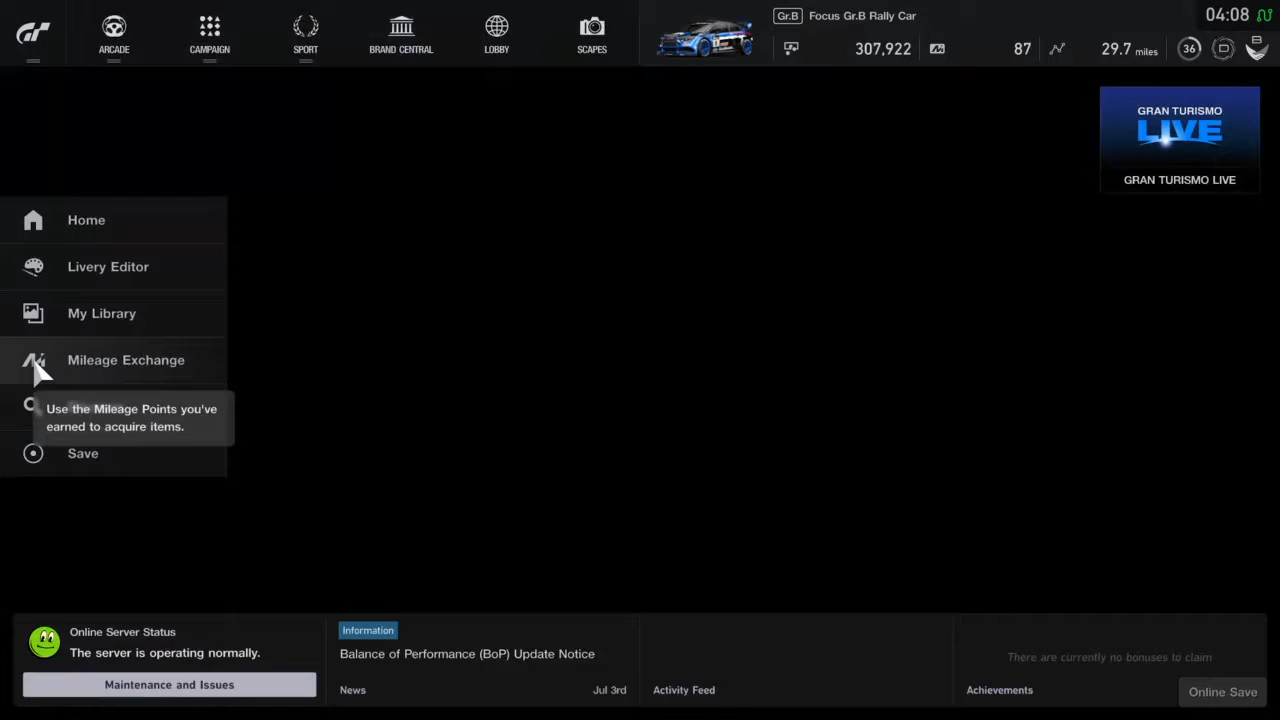 ARCADE
CAMPAIGN
SPORT
BRAND CENTRAL
LOBBY
SCAPES
Gr.B Focus Gr.B Rally Car
307,922
87
29.7 miles
04:08
36
D
B
GRAN TURISMO
LIVE
GRAN TURISMO LIVE
Home
Livery Editor
My Library
Mileage Exchange
Use the Mileage Points you've
earned to acquire items.
Save
Online Server Status
The server is operating normally.
Maintenance and Issues
Information
Balance of Performance (BoP) Update Notice
News
Jul 3rd
Activity Feed
There are currently no bonuses to claim
Achievements
Online Save